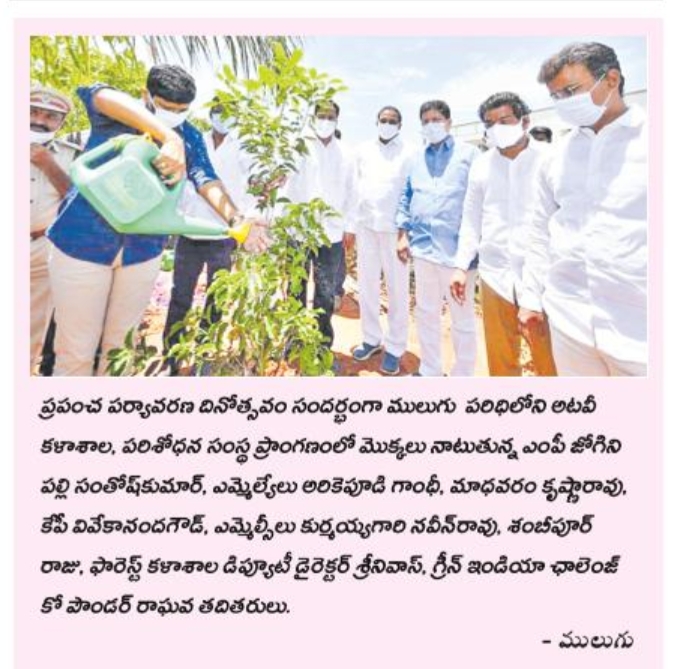 ప్రపంచ పర్యావరణ దినోత్సవం సందర్భంగా ములుగు పరిధిలోని అటవీ
కళాశాల, పరిశోధన సంస్థ ప్రాంగణంలో మొక్కలు నాటుతున్న ఎంపీ జోగిని
పల్లి సంతోష్‌కుమార్, ఎమ్మెల్యేలు అరికెపూడి గాంధీ, మాధవరం కృష్ణారావు,
కేపీ వివేకానందగౌడ్, ఎమ్మెల్సీలు కుర్మయ్యగారి నవీన్‌రావు, శంబీపూర్
రాజు, ఫారెస్ట్ కళాశాల డిప్యూటీ డైరెక్టర్ శ్రీనివాస్, గ్రీన్ ఇండియా ఛాలెంజ్
కో పౌండర్ రాఘవ తదితరులు.
- ములుగు